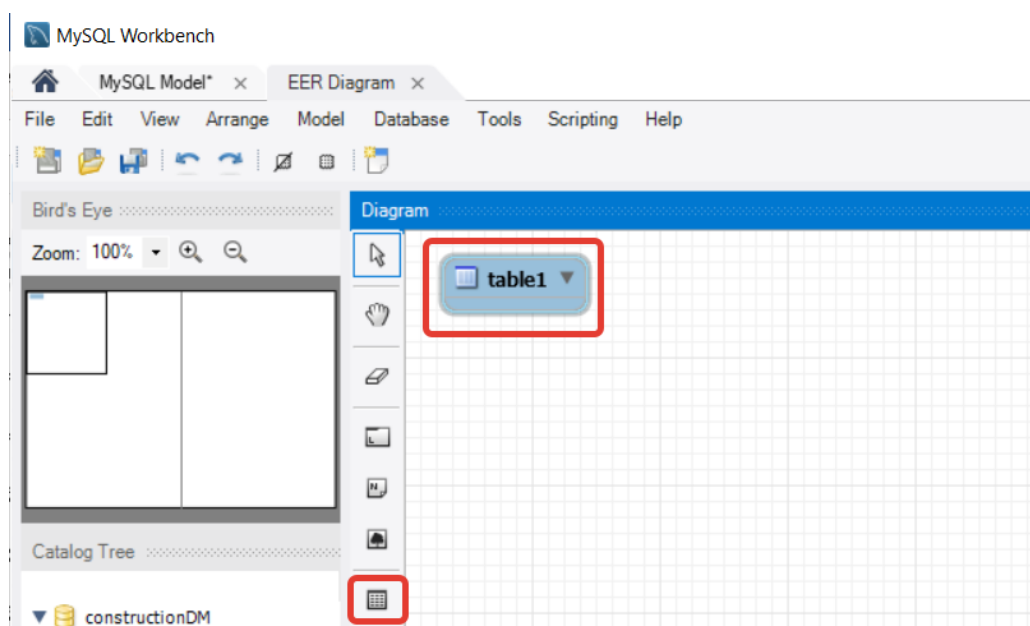 MySQL Workbench
MySQL Model* EER Diagram
File Edit View Arrange Model Database Tools Scripting Help
Bird's Eye
Diagram
Zoom: 100%
table1
Catalog Tree
constructionDM